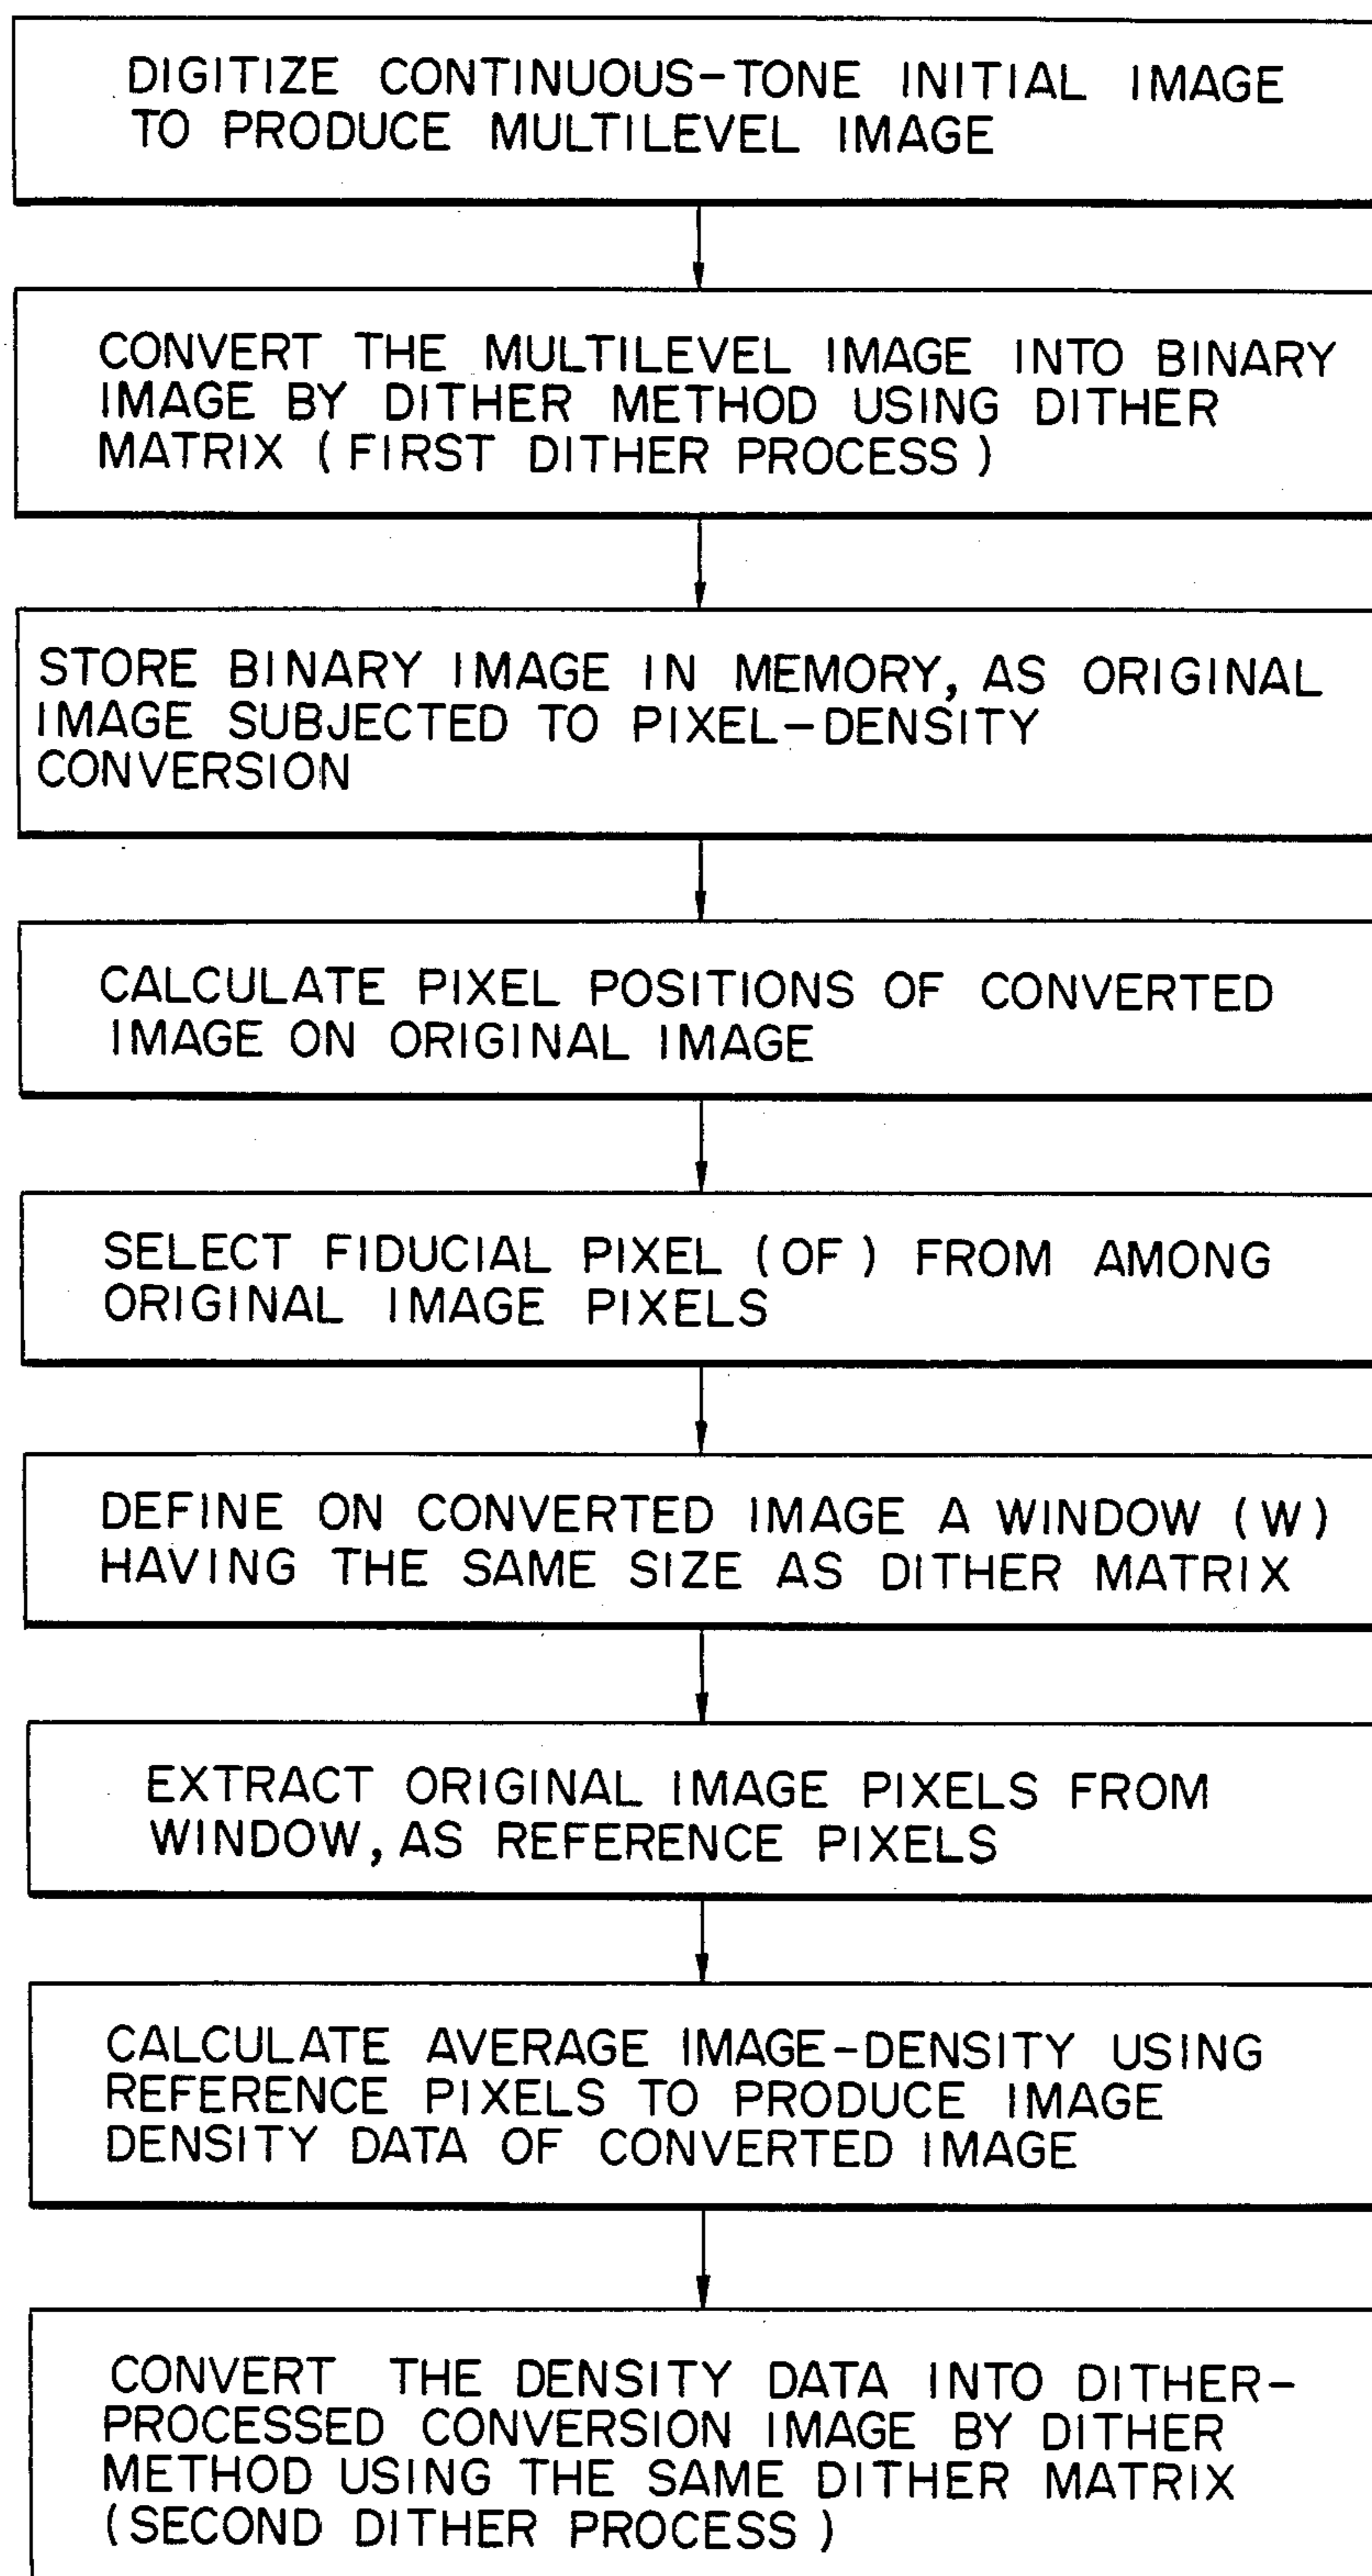 DIGITIZE CONTINUOUS-TONE INITIAL IMAGE
TO PRODUCE MULTILEVEL IMAGE
CONVERT THE MULTILEVEL IMAGE INTO BINARY
IMAGE BY DITHER METHOD USING DITHER
MATRIX (FIRST DITHER PROCESS)
STORE BINARY IMAGE IN MEMORY, AS ORIGINAL
IMAGE SUBJECTED TO PIXEL-DENSITY
CONVERSION
CALCULATE PIXEL POSITIONS OF CONVERTED
IMAGE ON ORIGINAL IMAGE
SELECT FIDUCIAL PIXEL (OF) FROM AMONG
ORIGINAL IMAGE PIXELS
DEFINE ON CONVERTED IMAGE A WINDOW (W)
HAVING THE SAME SIZE AS DITHER MATRIX
EXTRACT ORIGINAL IMAGE PIXELS FROM
WINDOW, AS REFERENCE PIXELS
CALCULATE AVERAGE IMAGE-DENSITY USING
REFERENCE PIXELS TO PRODUCE IMAGE
DENSITY DATA OF CONVERTED IMAGE
CONVERT THE DENSITY DATA INTO DITHER-
PROCESSED CONVERSION IMAGE BY DITHER
METHOD USING THE SAME DITHER MATRIX
(SECOND DITHER PROCESS)